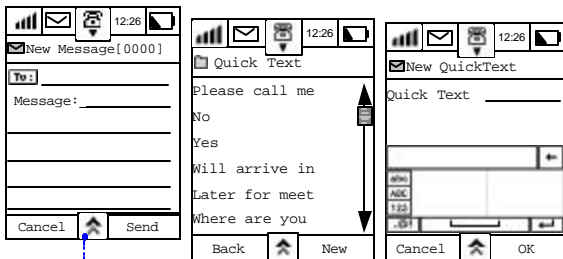 12:26
New Message[0000]
To:
Message:
Cancel
Send
12:26
Quick Text
Please call me
No
Yes
Will arrive in
Later for meet
Where are you
Back
New
12:26
New QuickText
Quick Text
abc
ABC
123
.@!
Cancel
OK